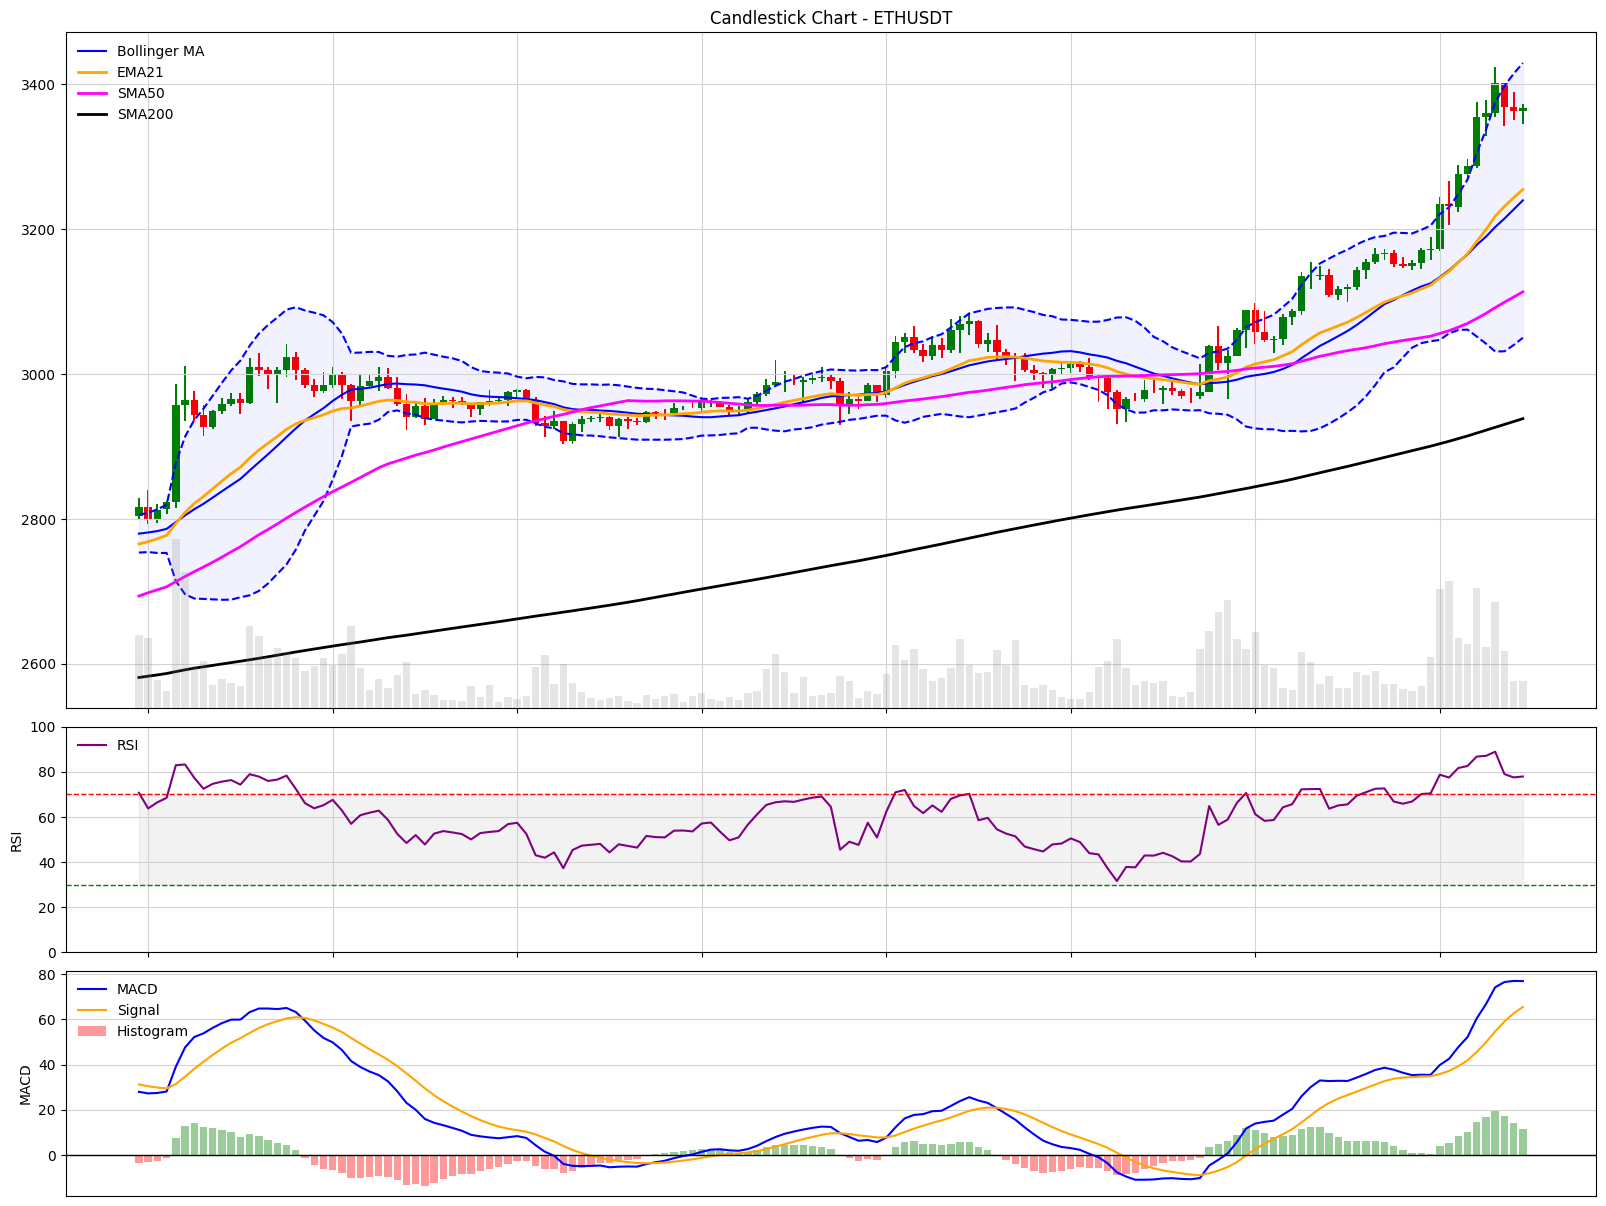 Candlestick Chart - ETHUSDT
Bollinger MA
EMA21
SMA50
SMA200
3400
3200
3000
2800
2600
100
80
60
40
20
0
RSI
RSI
80
60
40
20
0
MACD
MACD
Signal
Histogram